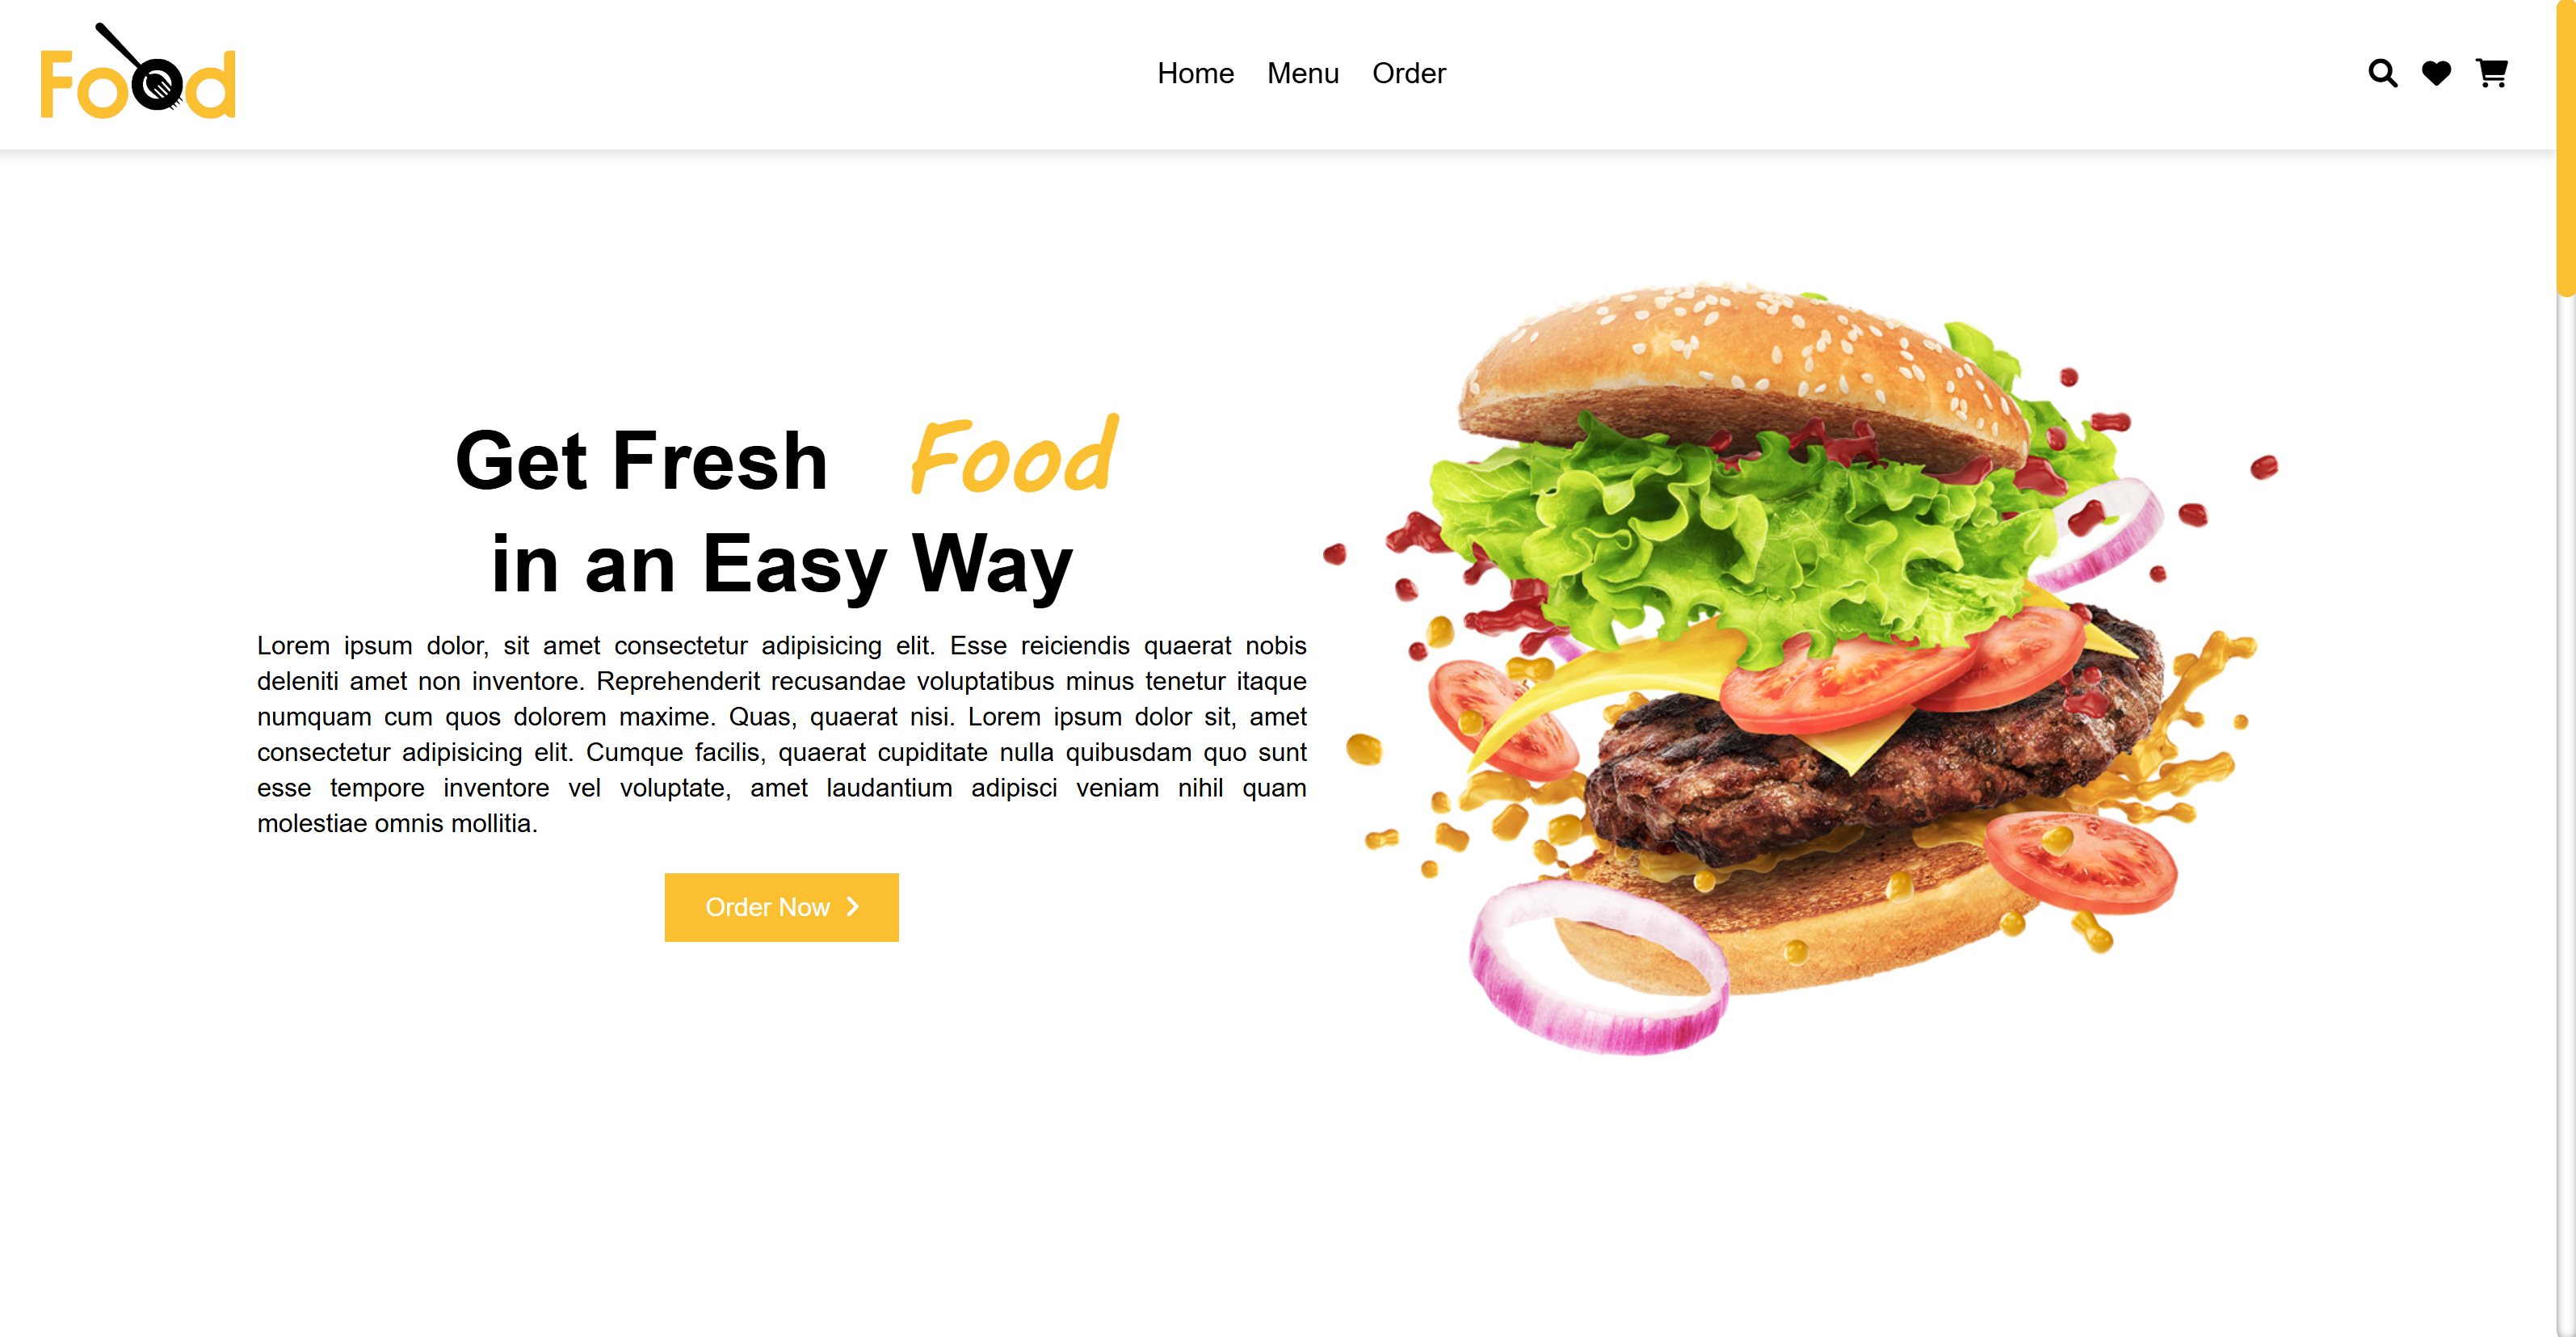 Food
Home Menu Order
Get Fresh Food
in an Easy Way
Lorem ipsum dolor, sit amet consectetur adipisicing elit. Esse reiciendis quaerat nobis
deleniti amet non inventore. Reprehenderit recusandae voluptatibus minus tenetur itaque
numquam cum quos dolorem maxime. Quas, quaerat nisi. Lorem ipsum dolor sit, amet
consectetur adipisicing elit. Cumque facilis, quaerat cupiditate nulla quibusdam quo sunt
esse tempore inventore vel voluptate, amet laudantium adipisci veniam nihil quam
molestiae omnis mollitia.
Order Now